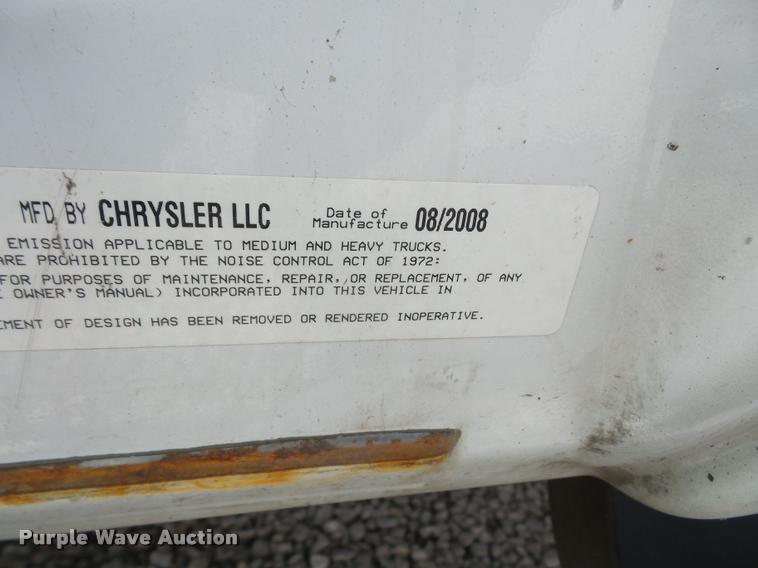 MFD BY CHRYSLER LLC Date of Manufacture 08/2008
EMISSION APPLICABLE TO MEDIUM AND HEAVY TRUCKS.
ARE PROHIBITED BY THE NOISE CONTROL ACT OF 1972:
FOR PURPOSES OF MAINTENANCE, REPAIR, OR REPLACEMENT, OF ANY
OWNER'S MANUAL) INCORPORATED INTO THIS VEHICLE IN
EMENT OF DESIGN HAS BEEN REMOVED OR RENDERED INOPERATIVE.
Purple Wave Auction